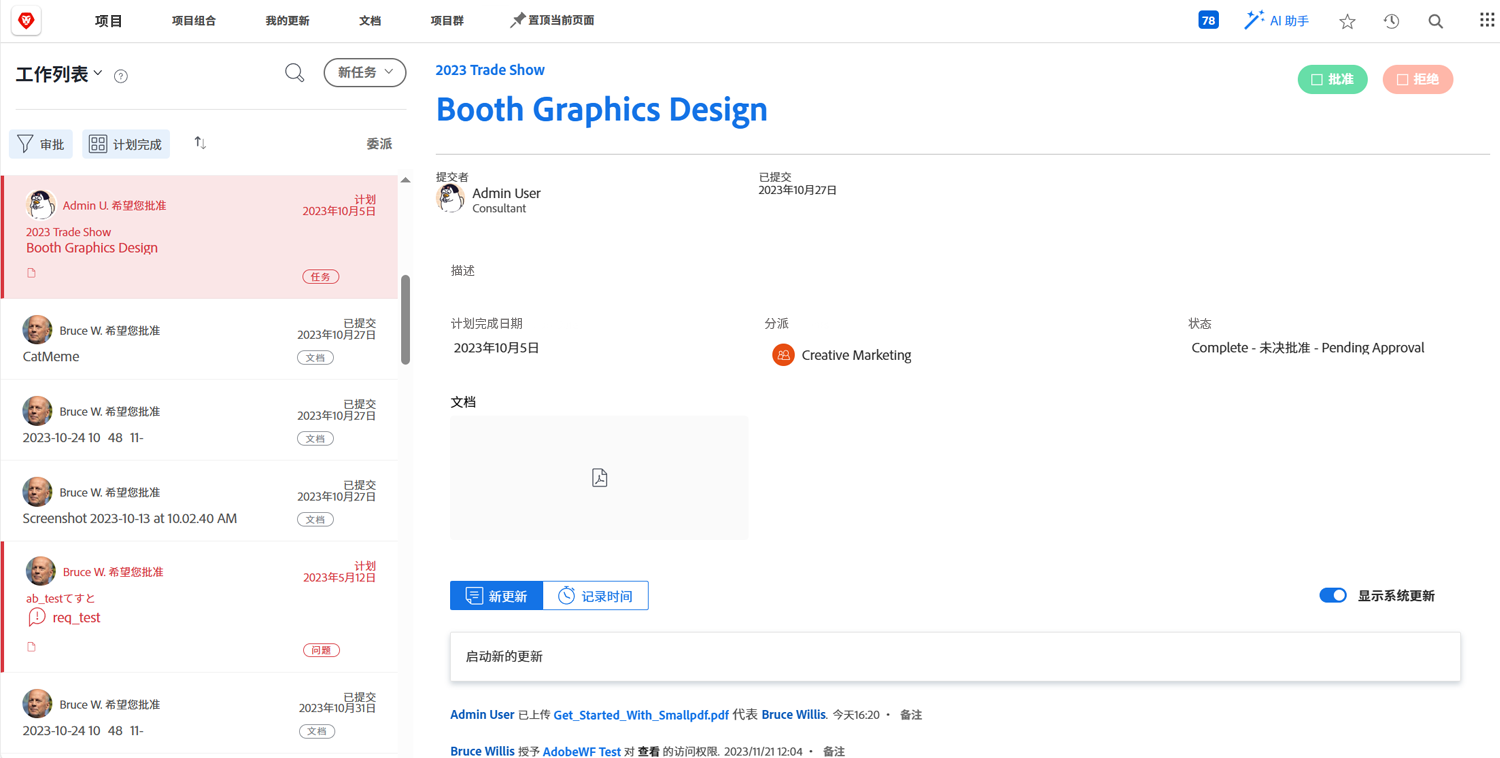 项目 项目组合 我的更新 文档 项目群 置顶当前页面 78 AI 助手
工作列表 ? 新任务
审批 计划完成 委派
Admin U. 希望您批准 计划
2023年10月5日
2023 Trade Show
Booth Graphics Design
任务
Bruce W. 希望您批准 已提交
2023年10月27日
CatMeme 文档
Bruce W. 希望您批准 已提交
2023年10月27日
2023-10-24 10 48 11- 文档
Bruce W. 希望您批准 已提交
2023年10月27日
Screenshot 2023-10-13 at 10.02.40 AM 文档
Bruce W. 希望您批准 计划
2023年5月12日
ab_testてすと
req_test
问题
Bruce W. 希望您批准 已提交
2023年10月31日
2023-10-24 10 48 11- 文档
2023 Trade Show
Booth Graphics Design
批准 拒绝
提交者 已提交
Admin User 2023年10月27日
Consultant
描述
计划完成日期 分派 状态
2023年10月5日 Creative Marketing Complete - 未决批准 - Pending Approval
文档
新更新 记录时间 显示系统更新
启动新的更新
Admin User 已上传 Get_Started_With_Smallpdf.pdf 代表 Bruce Willis. 今天16:20 • 备注
Bruce Willis 授予 AdobeWF Test 对 查看 的访问权限. 2023/11/21 12:04 • 备注